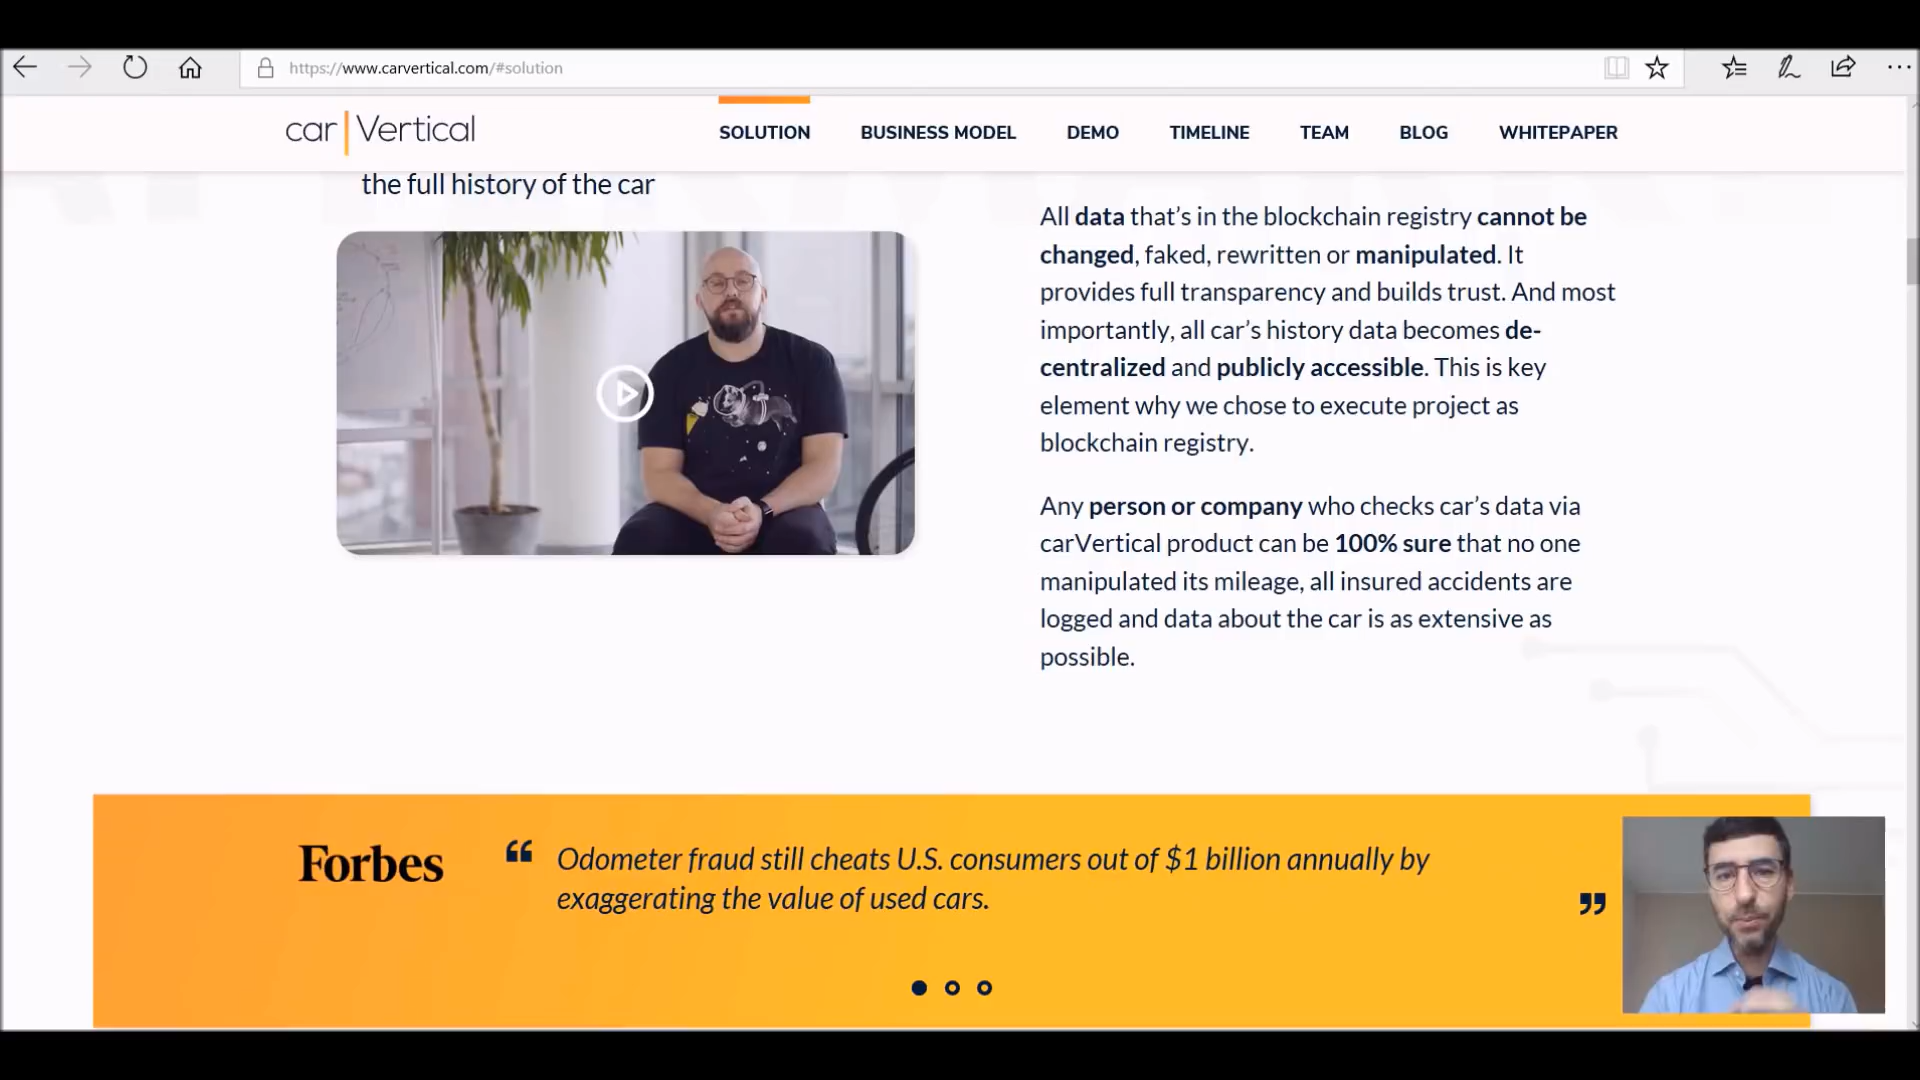 https://www.carvertical.com/#solution
car|Vertical
SOLUTION
BUSINESS MODEL
DEMO
TIMELINE
TEAM
BLOG
WHITEPAPER
the full history of the car
All data that’s in the blockchain registry cannot be
changed, faked, rewritten or manipulated. It
provides full transparency and builds trust. And most
importantly, all car’s history data becomes de-
centralized and publicly accessible. This is key
element why we chose to execute project as
blockchain registry.
Any person or company who checks car’s data via
carVertical product can be 100% sure that no one
manipulated its mileage, all insured accidents are
logged and data about the car is as extensive as
possible.
Forbes
“ Odometer fraud still cheats U.S. consumers out of $1 billion annually by
exaggerating the value of used cars. ”